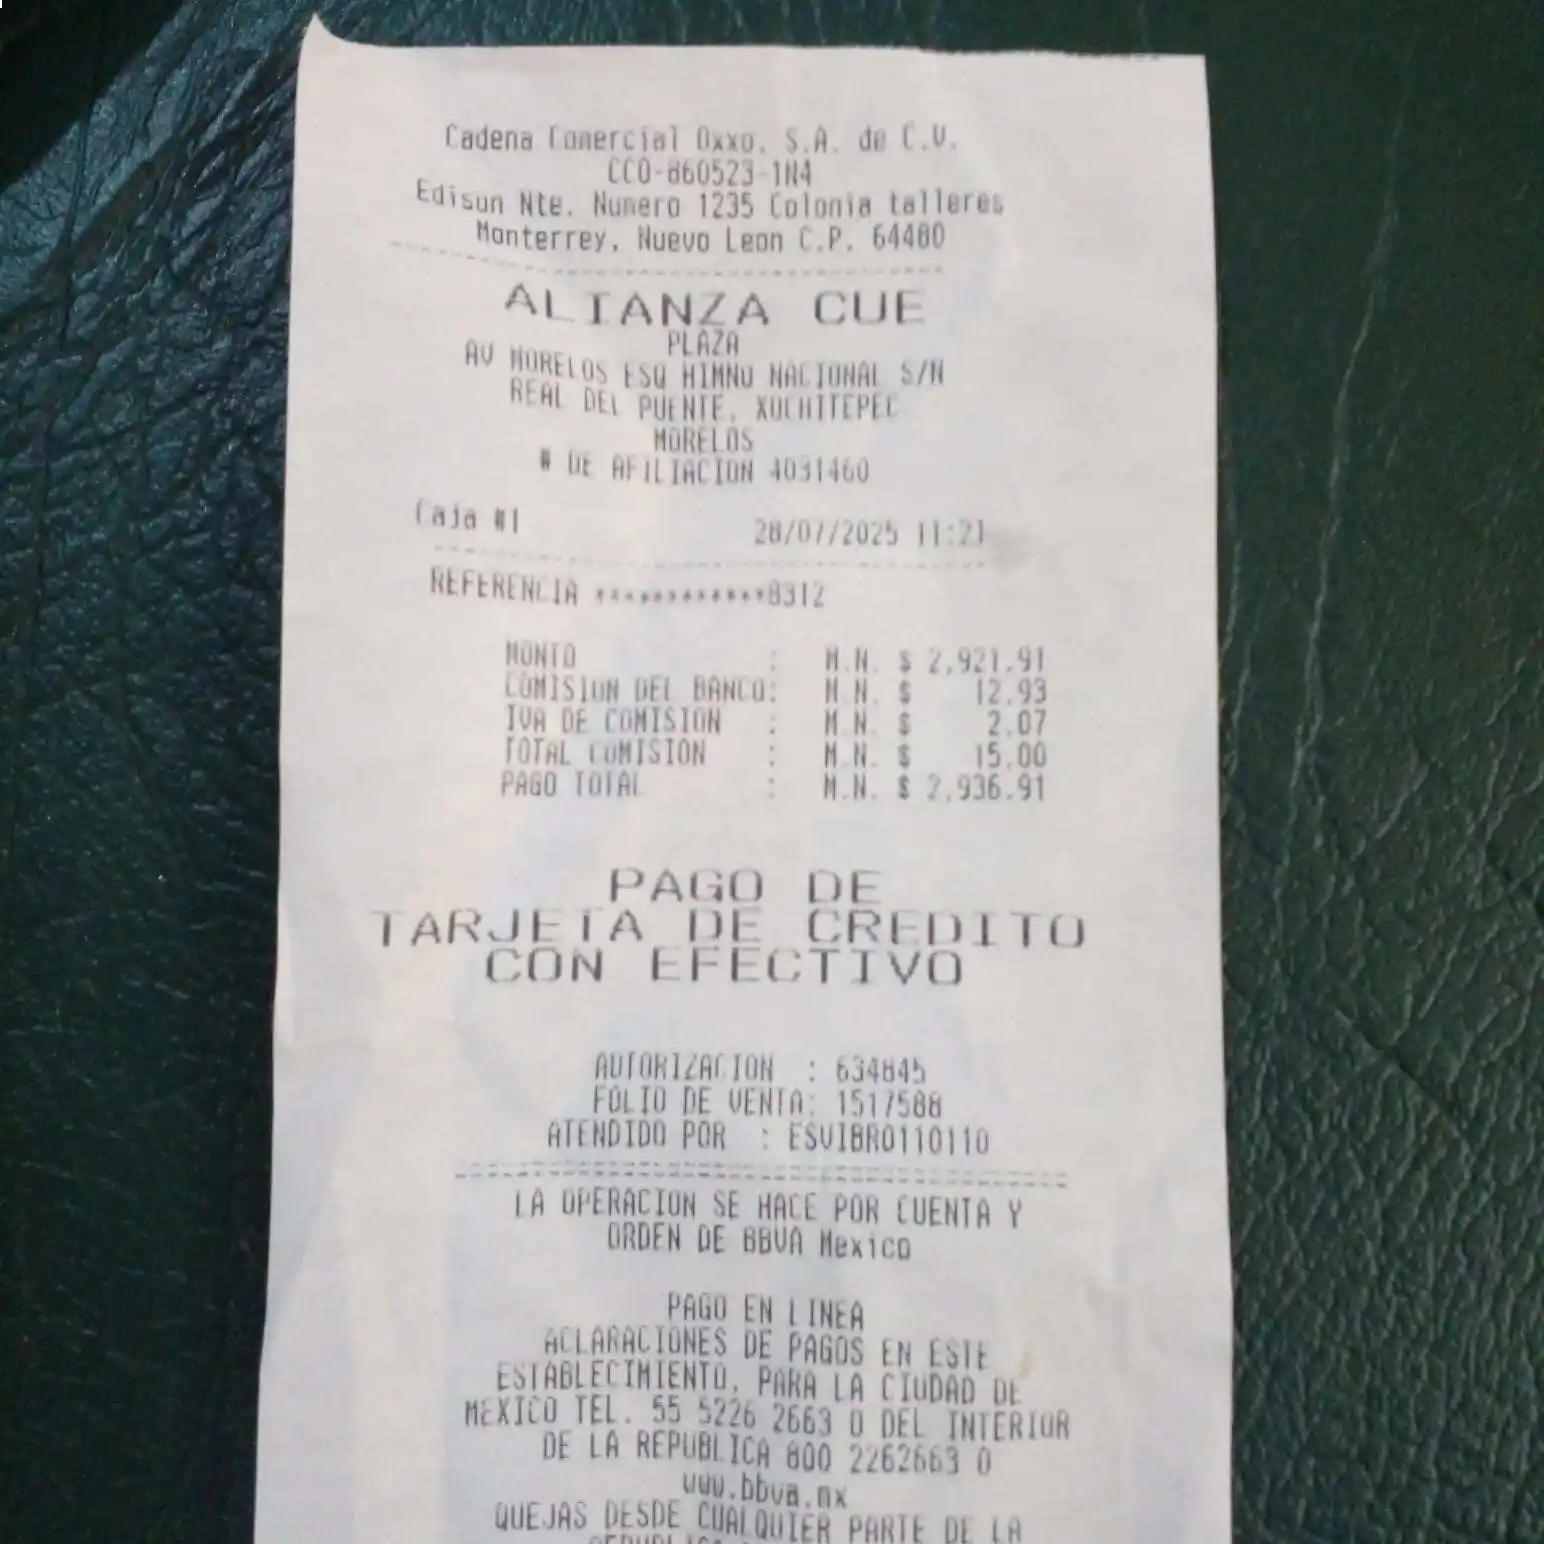 Cadena Comercial Oxxo, S.A. de C.V.
CCO-860523-1N4
Edison Nte. Numero 1235 Colonia talleres
Monterrey, Nuevo Leon C.P. 64480
ALIANZA CUE
PLAZA
AV MORELOS ESQ HIMNO NACIONAL S/N
REAL DEL PUENTE, XOCHITEPEC
MORELOS
# DE AFILIACION 4031460
Caja #1 28/07/2025 11:21
REFERENCIA ************8312
MONTO : M.N. $ 2,921.91
COMISION DEL BANCO: M.N. $ 12.93
IVA DE COMISION : M.N. $ 2.07
TOTAL COMISION : M.N. $ 15.00
PAGO TOTAL : M.N. $ 2,936.91
PAGO DE
TARJETA DE CREDITO
CON EFECTIVO
AUTORIZACION : 634845
FOLIO DE VENTA: 1517588
ATENDIDO POR : ESVIBRO110110
LA OPERACION SE HACE POR CUENTA Y
ORDEN DE BBVA Mexico
PAGO EN LINEA
ACLARACIONES DE PAGOS EN ESTE
ESTABLECIMIENTO, PARA LA CIUDAD DE
MEXICO TEL. 55 5226 2663 O DEL INTERIOR
DE LA REPUBLICA 800 2262663 O
www.bbva.mx
QUEJAS DESDE CUALQUIER PARTE DE LA